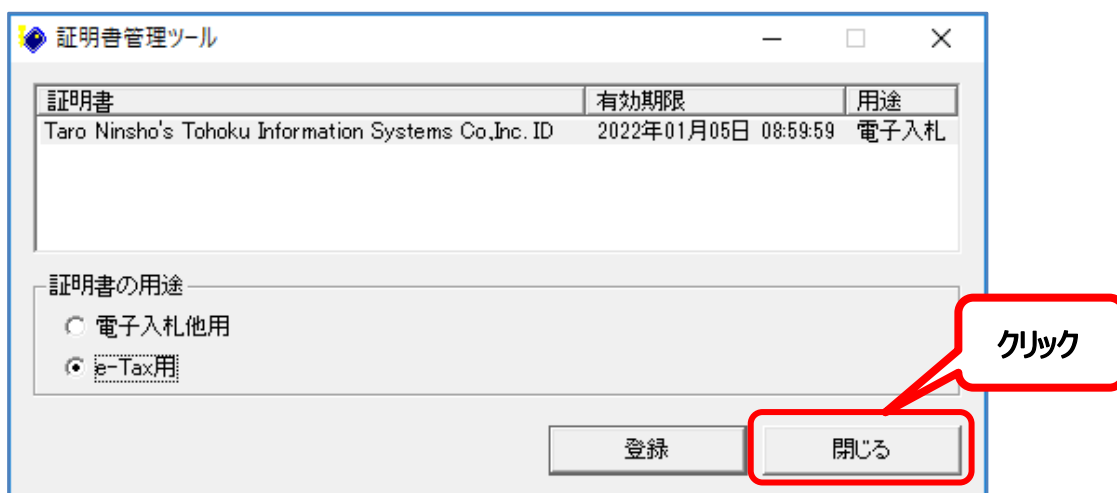 証明書管理ツール
証明書 有効期限 用途
Taro Ninsho's Tohoku Information Systems Co,Inc. ID 2022年01月05日 08:59:59 電子入札
証明書の用途
電子入札他用
e-Tax用
クリック
登録 閉じる